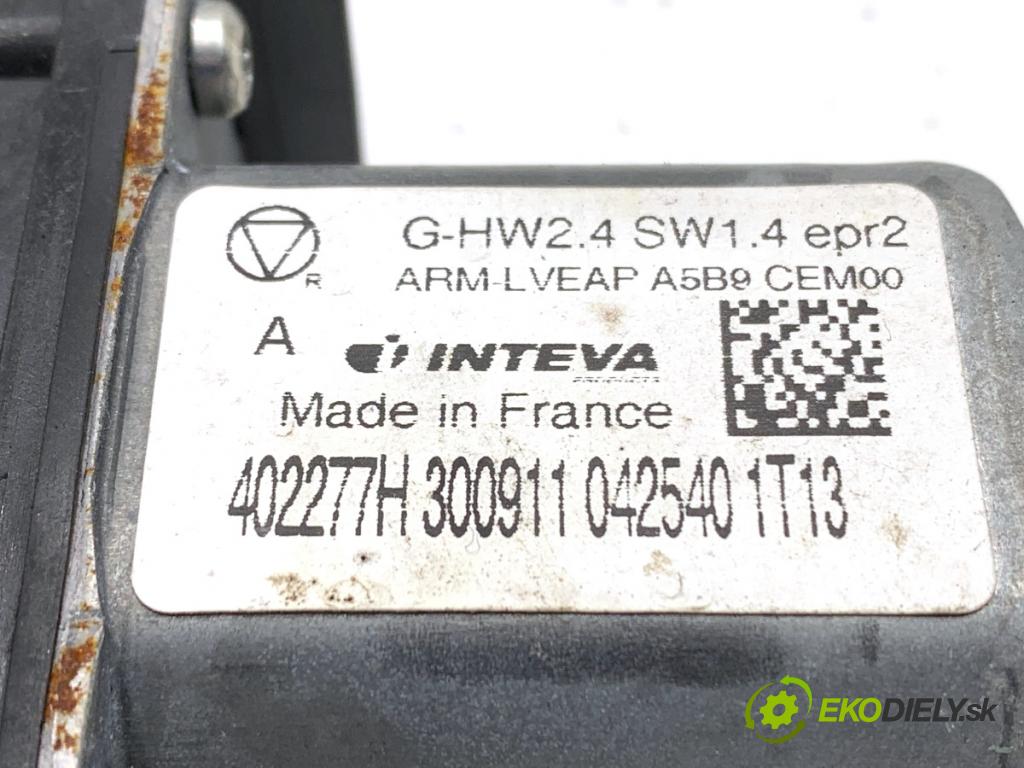 G-HW2.4 SW1.4 epr2
R
ARM-LVEAP A5B9 CEM00
A
INTEVA
PRODUCTS
Made in France
402277H 300911 042540 1T13
EKODIELY.sk